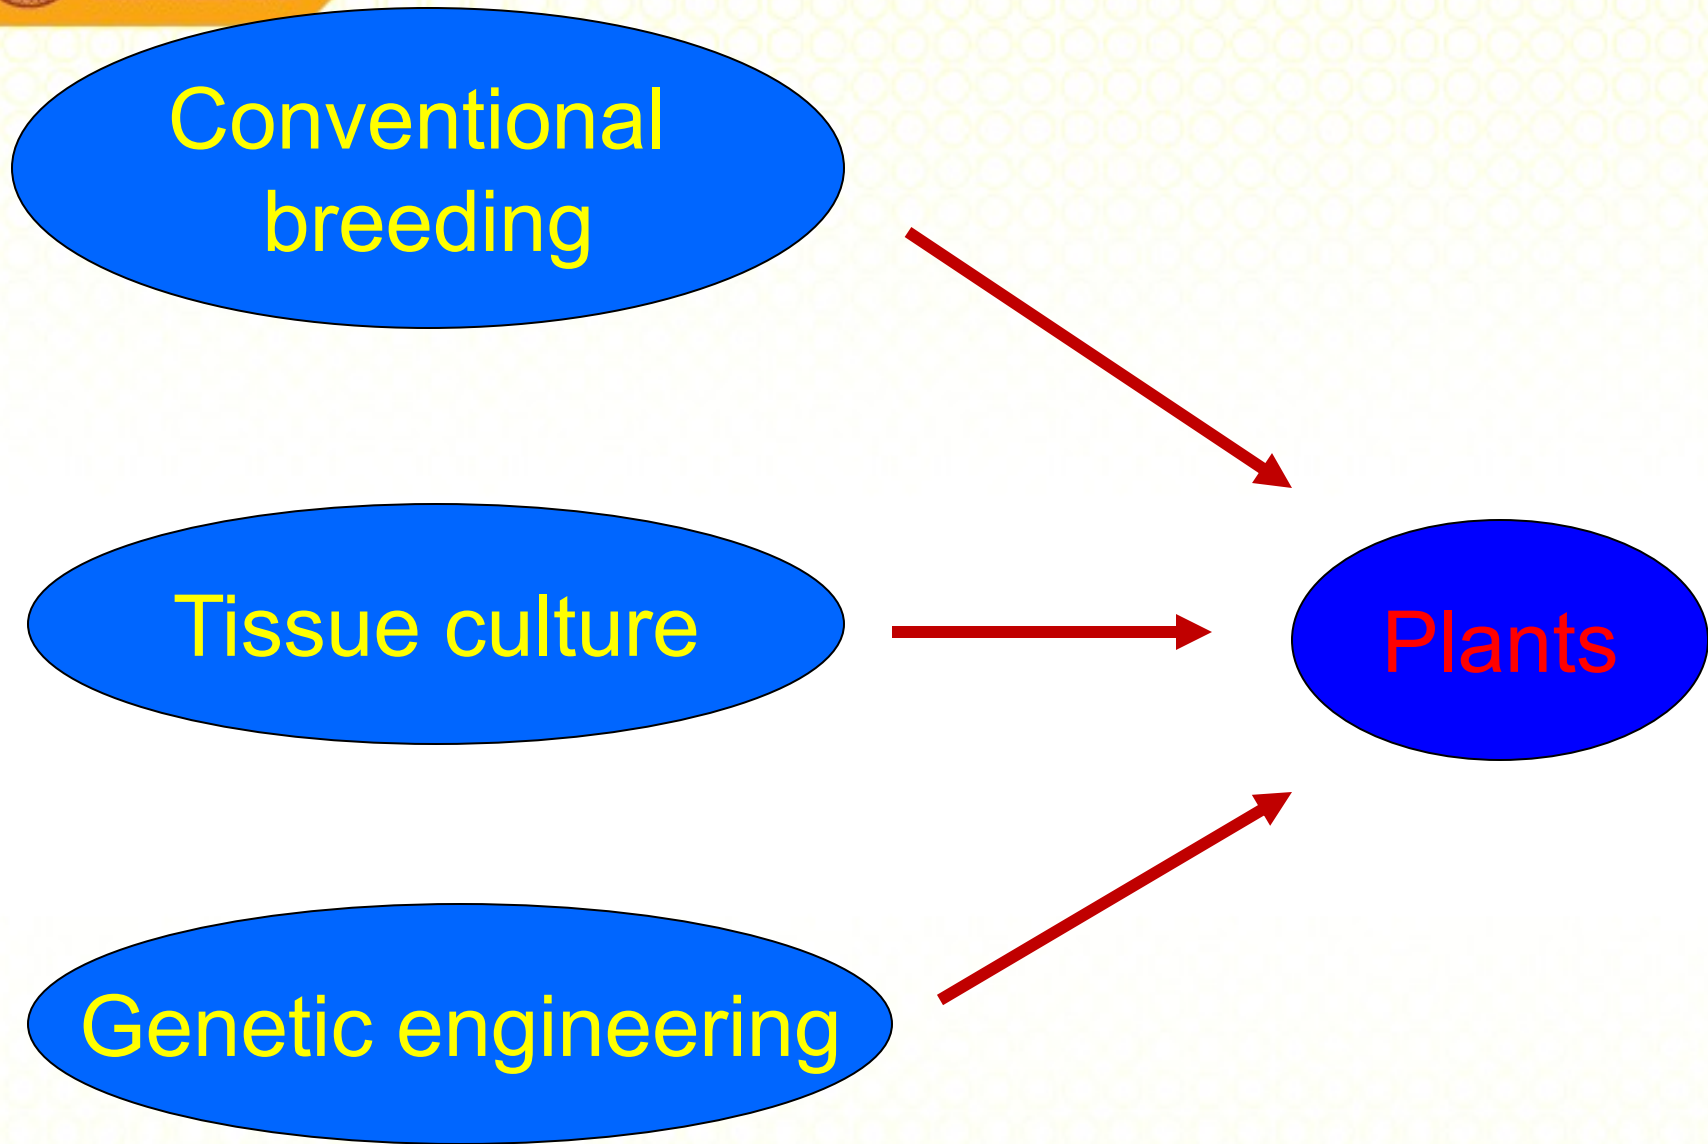 Conventional
breeding
Tissue culture
Plants
Genetic engineering